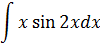 ∫ x sin 2xdx